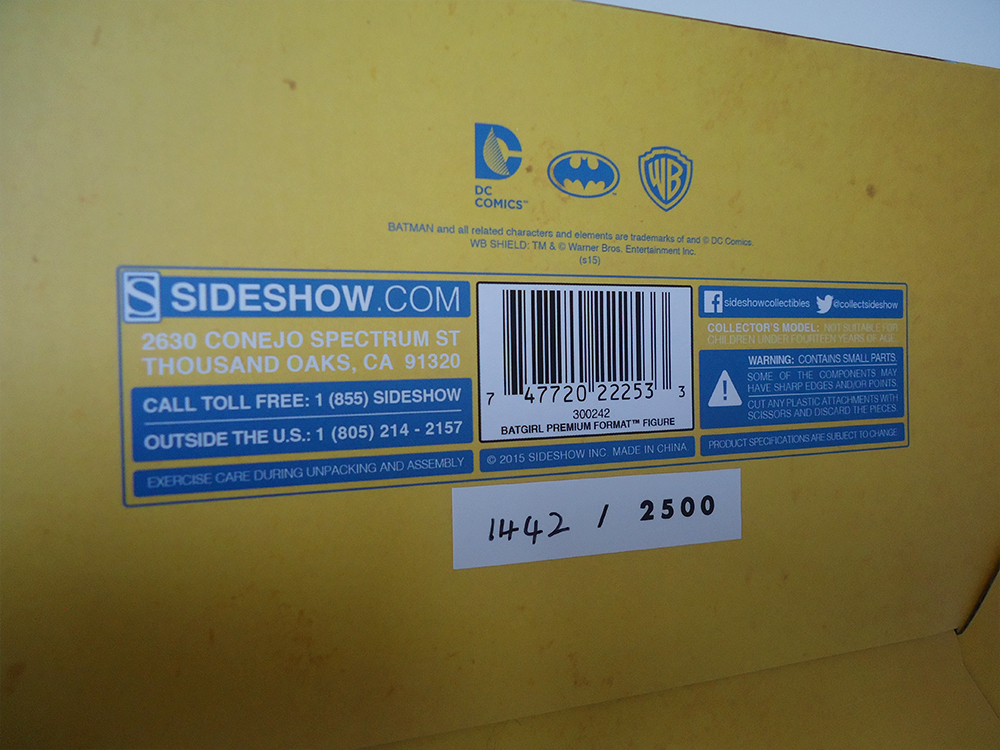 DC
COMICS™
WB
BATMAN and all related characters and elements are trademarks of and © DC Comics.
WB SHIELD: TM & © Warner Bros. Entertainment Inc.
(s15)
S SIDESHOW.COM
2630 CONEJO SPECTRUM ST
THOUSAND OAKS, CA 91320
CALL TOLL FREE: 1 (855) SIDESHOW
OUTSIDE THE U.S.: 1 (805) 214 - 2157
EXERCISE CARE DURING UNPACKING AND ASSEMBLY
7 47720 22253 3
300242
BATGIRL PREMIUM FORMAT™ FIGURE
© 2015 SIDESHOW INC MADE IN CHINA
sideshowcollectibles @collectsideshow
COLLECTOR'S MODEL: NOT SUITABLE FOR
CHILDREN UNDER FOURTEEN YEARS OF AGE.
WARNING: CONTAINS SMALL PARTS.
SOME OF THE COMPONENTS MAY
HAVE SHARP EDGES AND/OR POINTS.
CUT ANY PLASTIC ATTACHMENTS WITH
SCISSORS AND DISCARD THE PIECES.
PRODUCT SPECIFICATIONS ARE SUBJECT TO CHANGE.
1442 / 2500